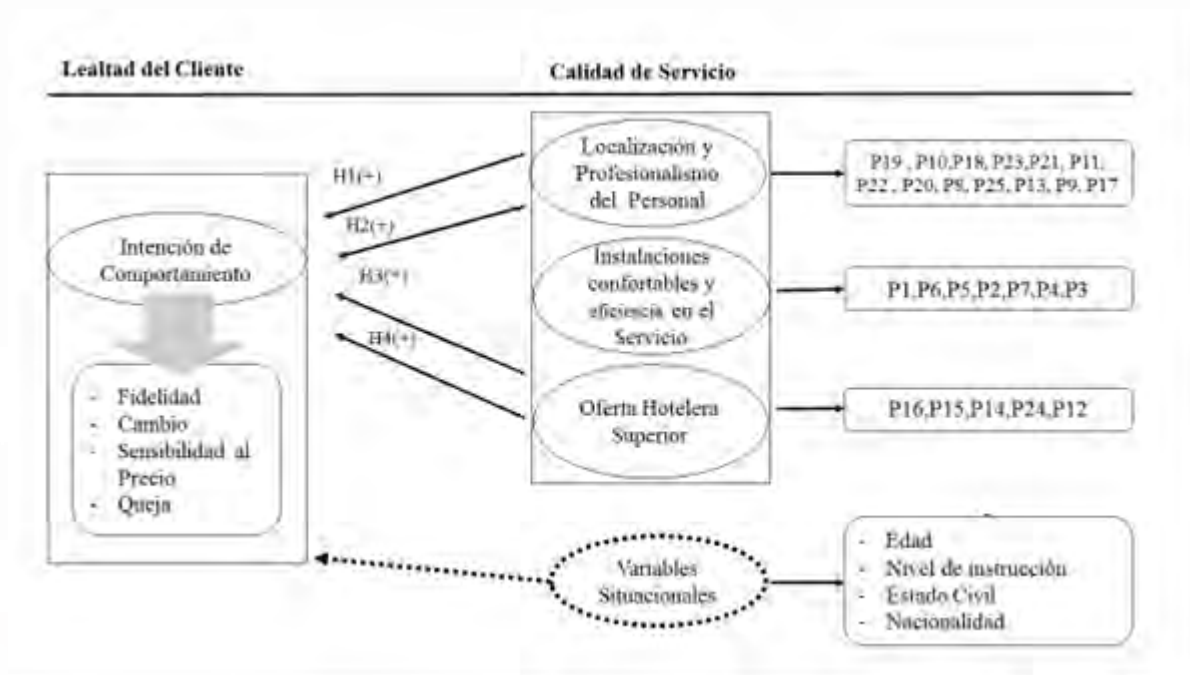 Lealtad del Cliente
Calidad de Servicio
Localización y
Profesionalismo
del Personal
P19 , P10,P18, P23,P21, P11,
P22 , P20, P8, P25, P13, P9, P17
H1(+)
H2(+)
H3(+)
H4(+)
Intención de
Comportamiento
Instalaciones
confortables y
eficiencia en el
Servicio
P1,P6,P5,P2,P7,P4,P3
- Fidelidad
- Cambio
- Sensibilidad al
Precio
- Queja
Oferta Hotelera
Superior
P16,P15,P14,P24,P12
Variables
Situacionales
- Edad
- Nivel de instrucción
- Estado Civil
- Nacionalidad